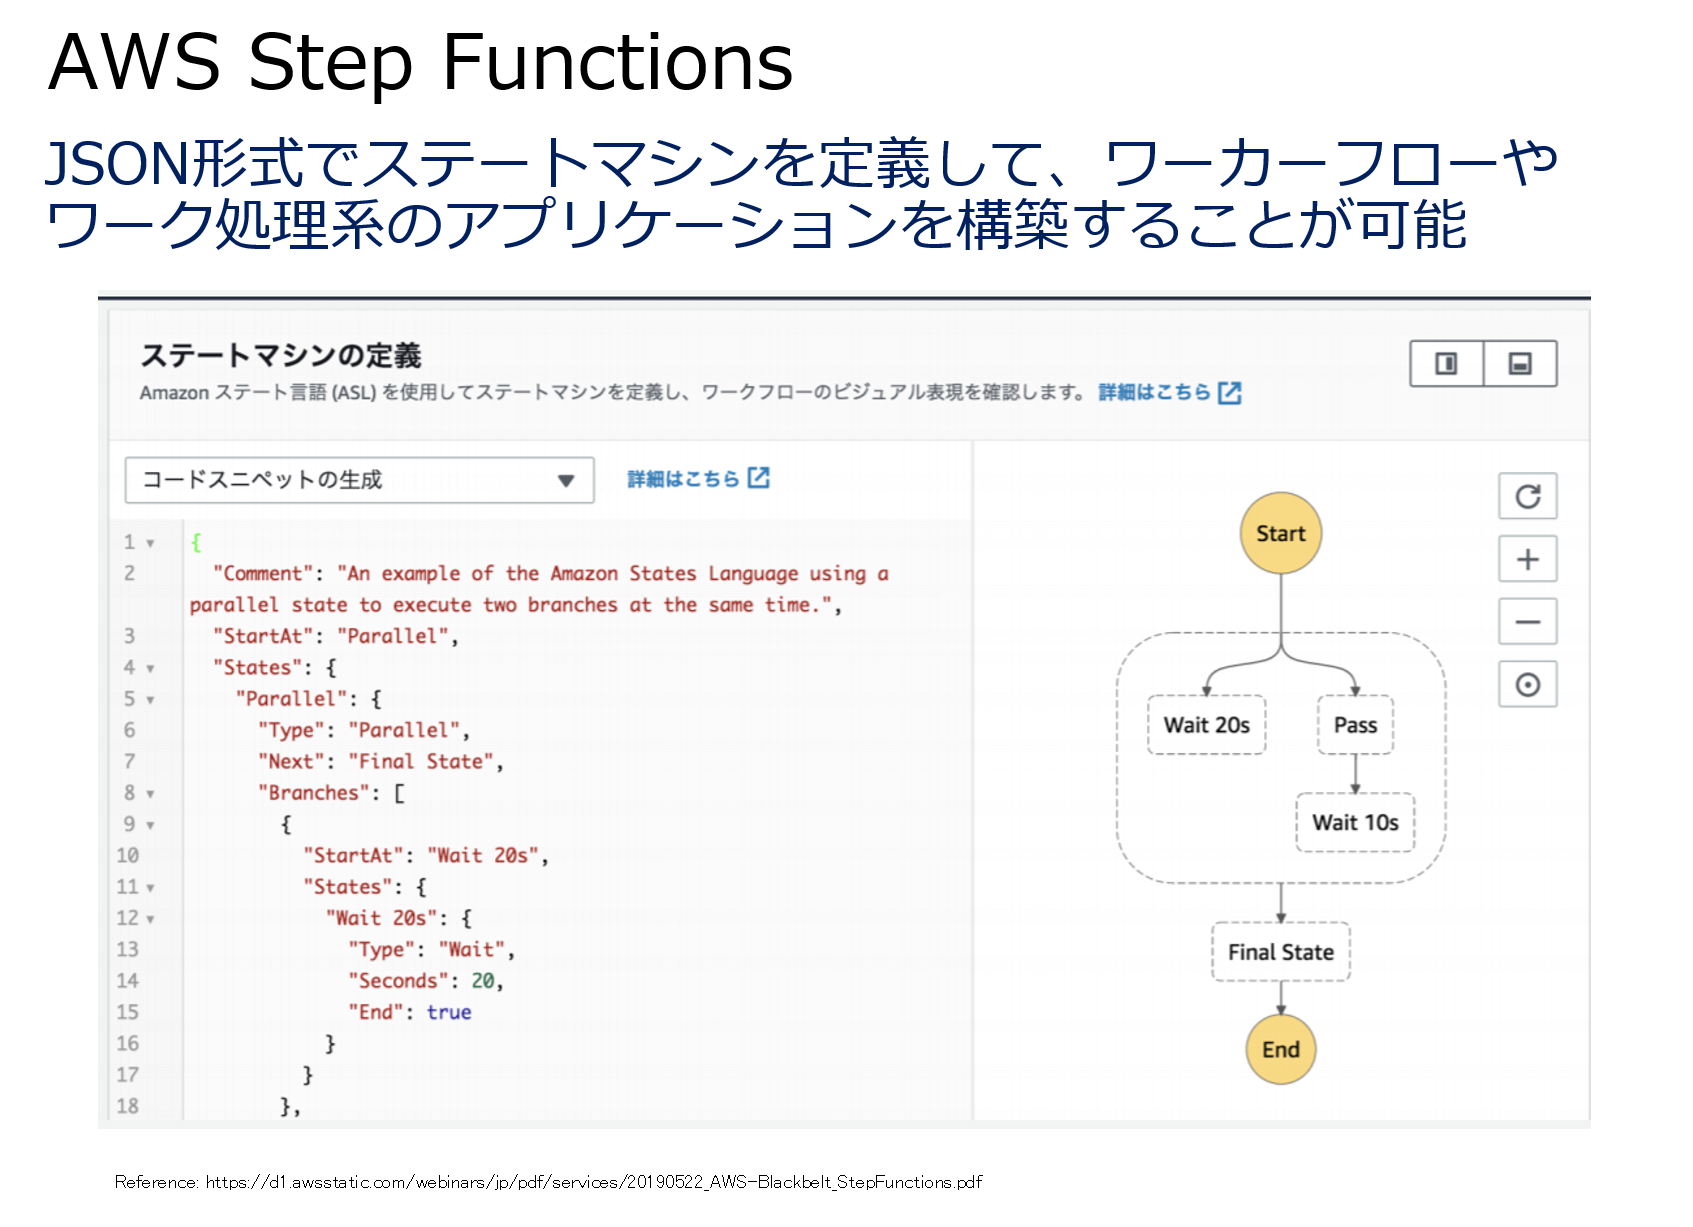 AWS Step Functions
JSON形式でステートマシンを定義して、ワーカーフローや
ワーク処理系のアプリケーションを構築することが可能
ステートマシンの定義
Amazon ステート言語 (ASL) を使用してステートマシンを定義し、ワークフローのビジュアル表現を確認します。 詳細はこちら
コードスニペットの生成
詳細はこちら
1 {
2 "Comment": "An example of the Amazon States Language using a
parallel state to execute two branches at the same time.",
3 "StartAt": "Parallel",
4 "States": {
5 "Parallel": {
6 "Type": "Parallel",
7 "Next": "Final State",
8 "Branches": [
9 {
10 "StartAt": "Wait 20s",
11 "States": {
12 "Wait 20s": {
13 "Type": "Wait",
14 "Seconds": 20,
15 "End": true
16 }
17 }
18 },
Start
Wait 20s
Pass
Wait 10s
Final State
End
Reference: https://d1.awsstatic.com/webinars/jp/pdf/services/20190522_AWS-Blackbelt_StepFunctions.pdf